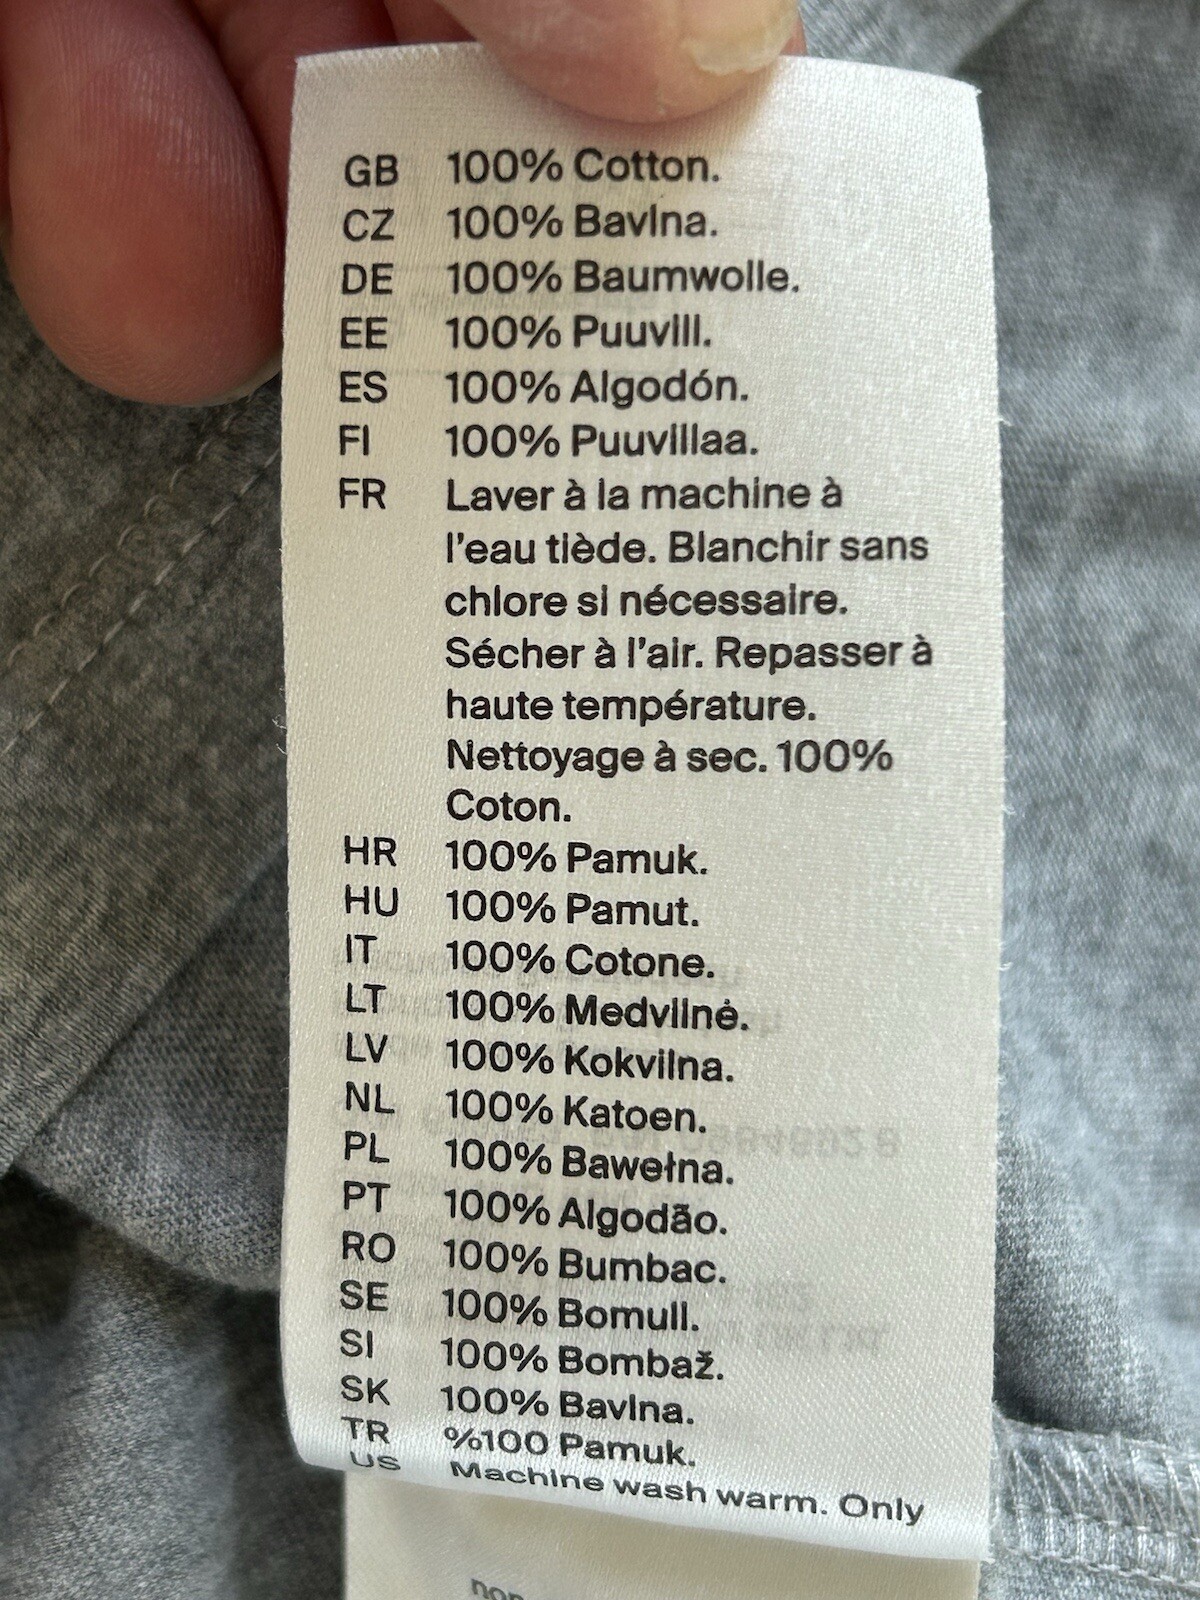 GB 100% Cotton.
CZ 100% Bavlna.
DE 100% Baumwolle.
EE 100% Puuvill.
ES 100% Algodón.
FI 100% Puuvillaa.
FR Laver à la machine à
l'eau tiède. Blanchir sans
chlore si nécessaire.
Sécher à l'air. Repasser à
haute température.
Nettoyage à sec. 100%
Coton.
HR 100% Pamuk.
HU 100% Pamut.
IT 100% Cotone.
LT 100% Medvilnė.
LV 100% Kokvilna.
NL 100% Katoen.
PL 100% Bawełna.
PT 100% Algodão.
RO 100% Bumbac.
SE 100% Bomull.
SI 100% Bombaž.
SK 100% Bavlna.
TR %100 Pamuk.
US Machine wash warm. Only